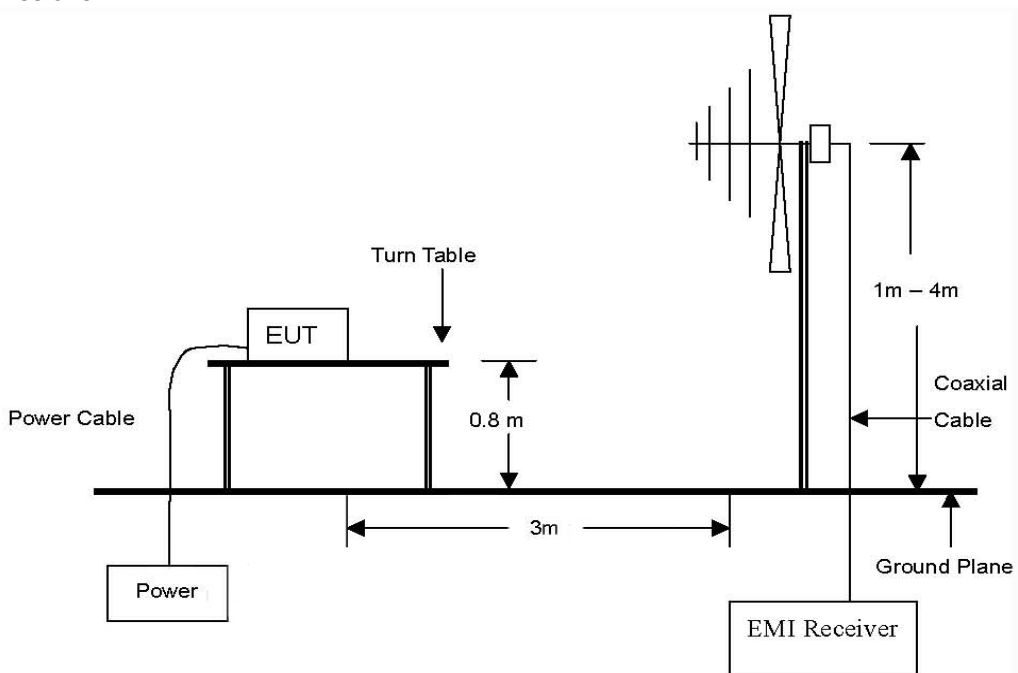 Turn Table
EUT
1m – 4m
Power Cable
0.8 m
Coaxial
Cable
3m
Ground Plane
Power
EMI Receiver